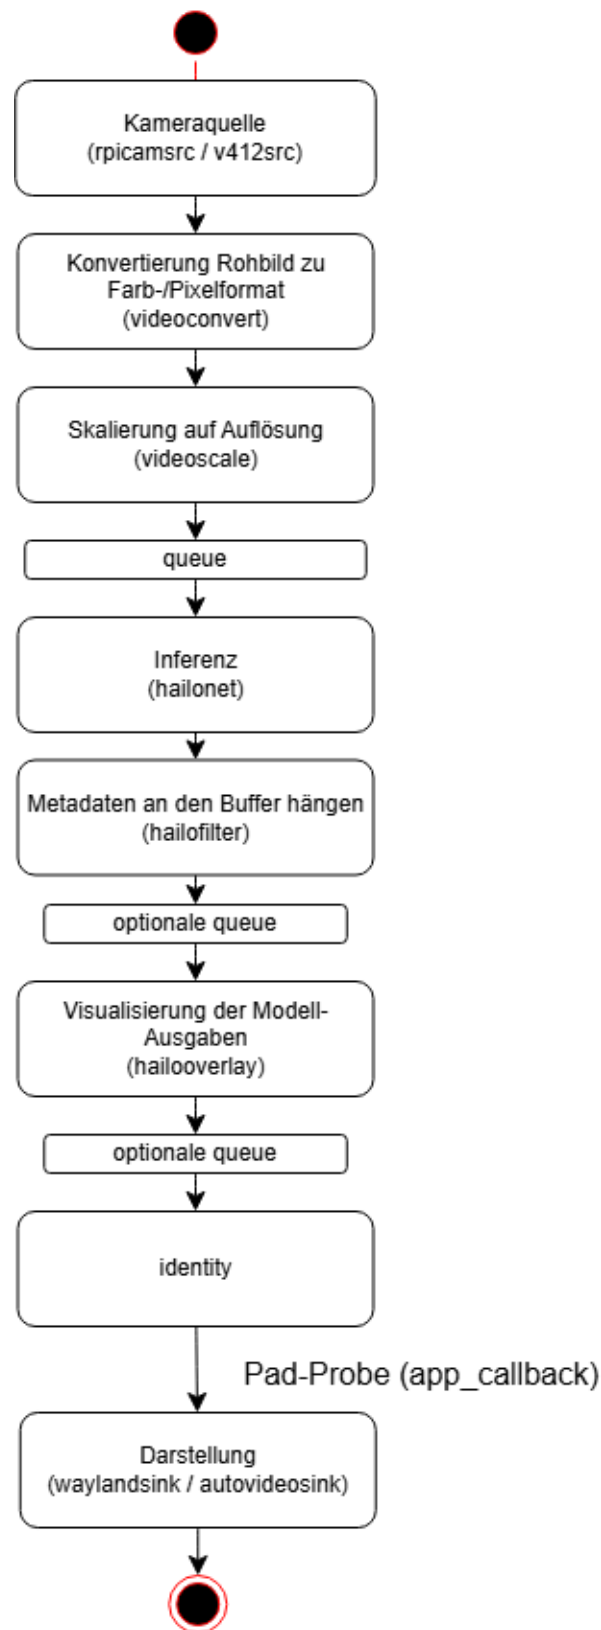 Kameraquelle
(rpicamsrc / v412src)
Konvertierung Rohbild zu
Farb-/Pixelformat
(videoconvert)
Skalierung auf Auflösung
(videoscale)
queue
Inferenz
(hailonet)
Metadaten an den Buffer hängen
(hailofilter)
optionale queue
Visualisierung der Modell-
Ausgaben
(hailooverlay)
optionale queue
identity
Pad-Probe (app_callback)
Darstellung
(waylandsink / autovideosink)